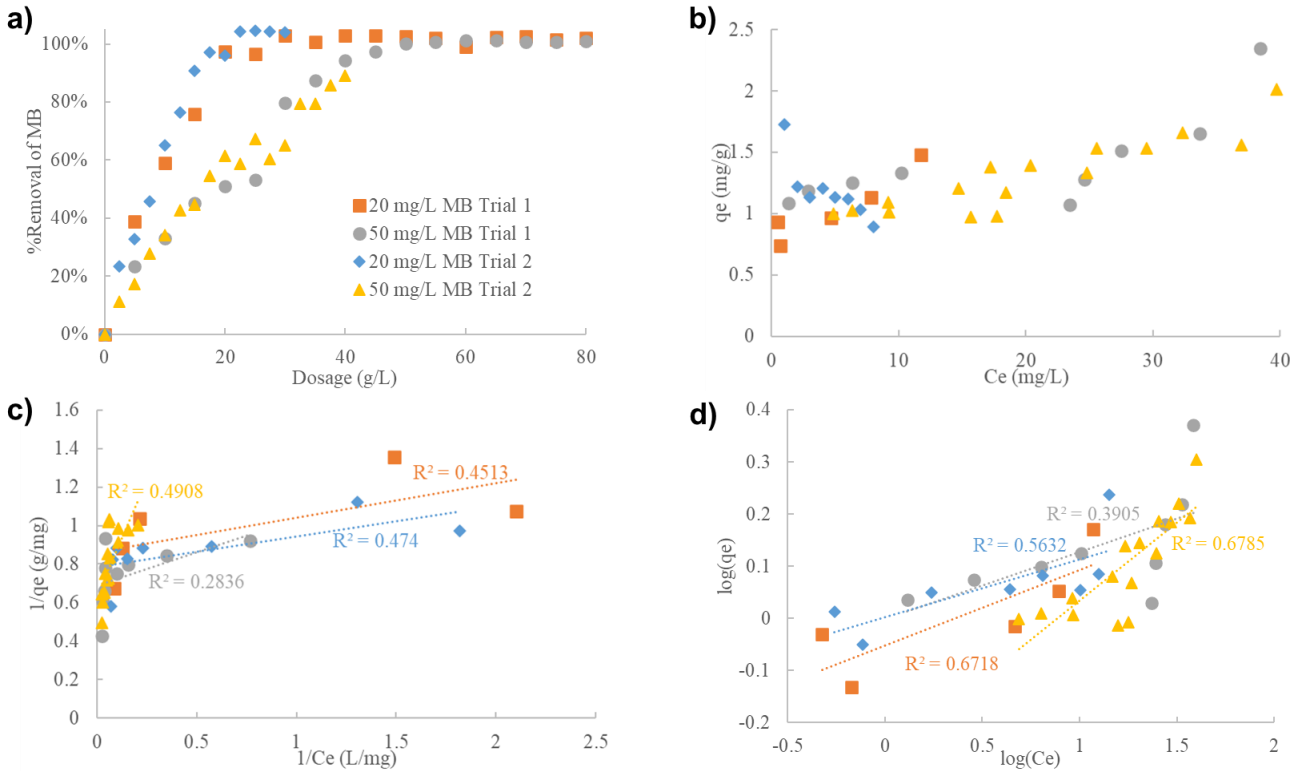 a)
100%
80%
60%
40%
20%
0%
%Removal of MB
20 mg/L MB Trial 1
50 mg/L MB Trial 1
20 mg/L MB Trial 2
50 mg/L MB Trial 2
0 20 40 60 80
Dosage (g/L)
b)
2.5
2
1.5
1
0.5
0
qe (mg/g)
0 10 20 30 40
Ce (mg/L)
c)
1.6
1.4
1.2
1
0.8
0.6
0.4
0.2
0
1/qe (g/mg)
R² = 0.4513
R² = 0.4908
R² = 0.474
R² = 0.2836
0 0.5 1 1.5 2 2.5
1/Ce (L/mg)
d)
0.4
0.3
0.2
0.1
0
-0.1
-0.2
log(qe)
R² = 0.3905
R² = 0.5632
R² = 0.6785
R² = 0.6718
-0.5 0 0.5 1 1.5 2
log(Ce)